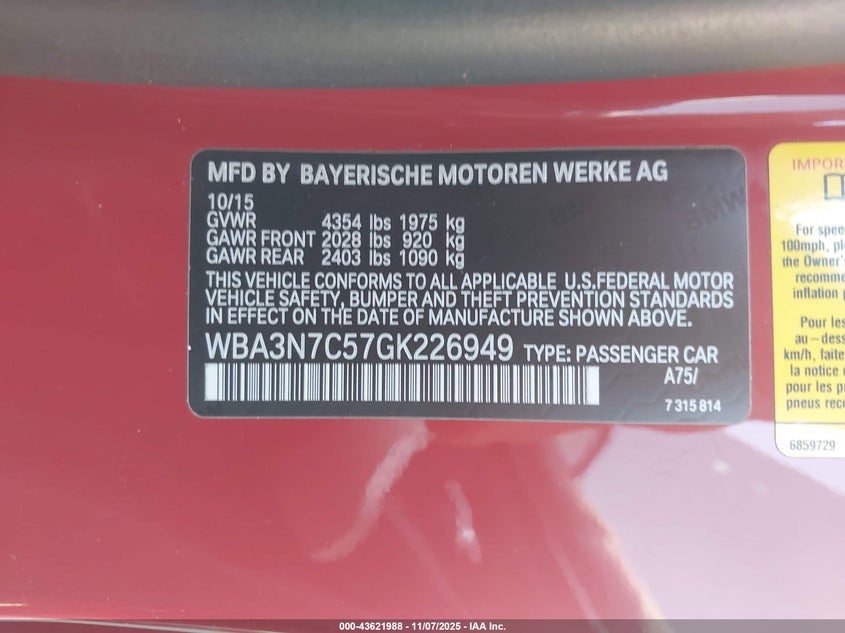 MFD BY BAYERISCHE MOTOREN WERKE AG
10/15
GVWR 4354 lbs 1975 kg
GAWR FRONT 2028 lbs 920 kg
GAWR REAR 2403 lbs 1090 kg
THIS VEHICLE CONFORMS TO ALL APPLICABLE U.S.FEDERAL MOTOR
VEHICLE SAFETY, BUMPER AND THEFT PREVENTION STANDARDS
IN EFFECT ON THE DATE OF MANUFACTURE SHOWN ABOVE.
WBA3N7C57GK226949 TYPE: PASSENGER CAR
A75/
7 315 814
BMW
IMPOR
For speed
100mph, ple
the Owner's
recomme
inflation p
Pour les
au-dess
km/h, faite
la notice
pour les p
pneus reco
6859729
000-43621988 - 11/07/2025 - IAA Inc.